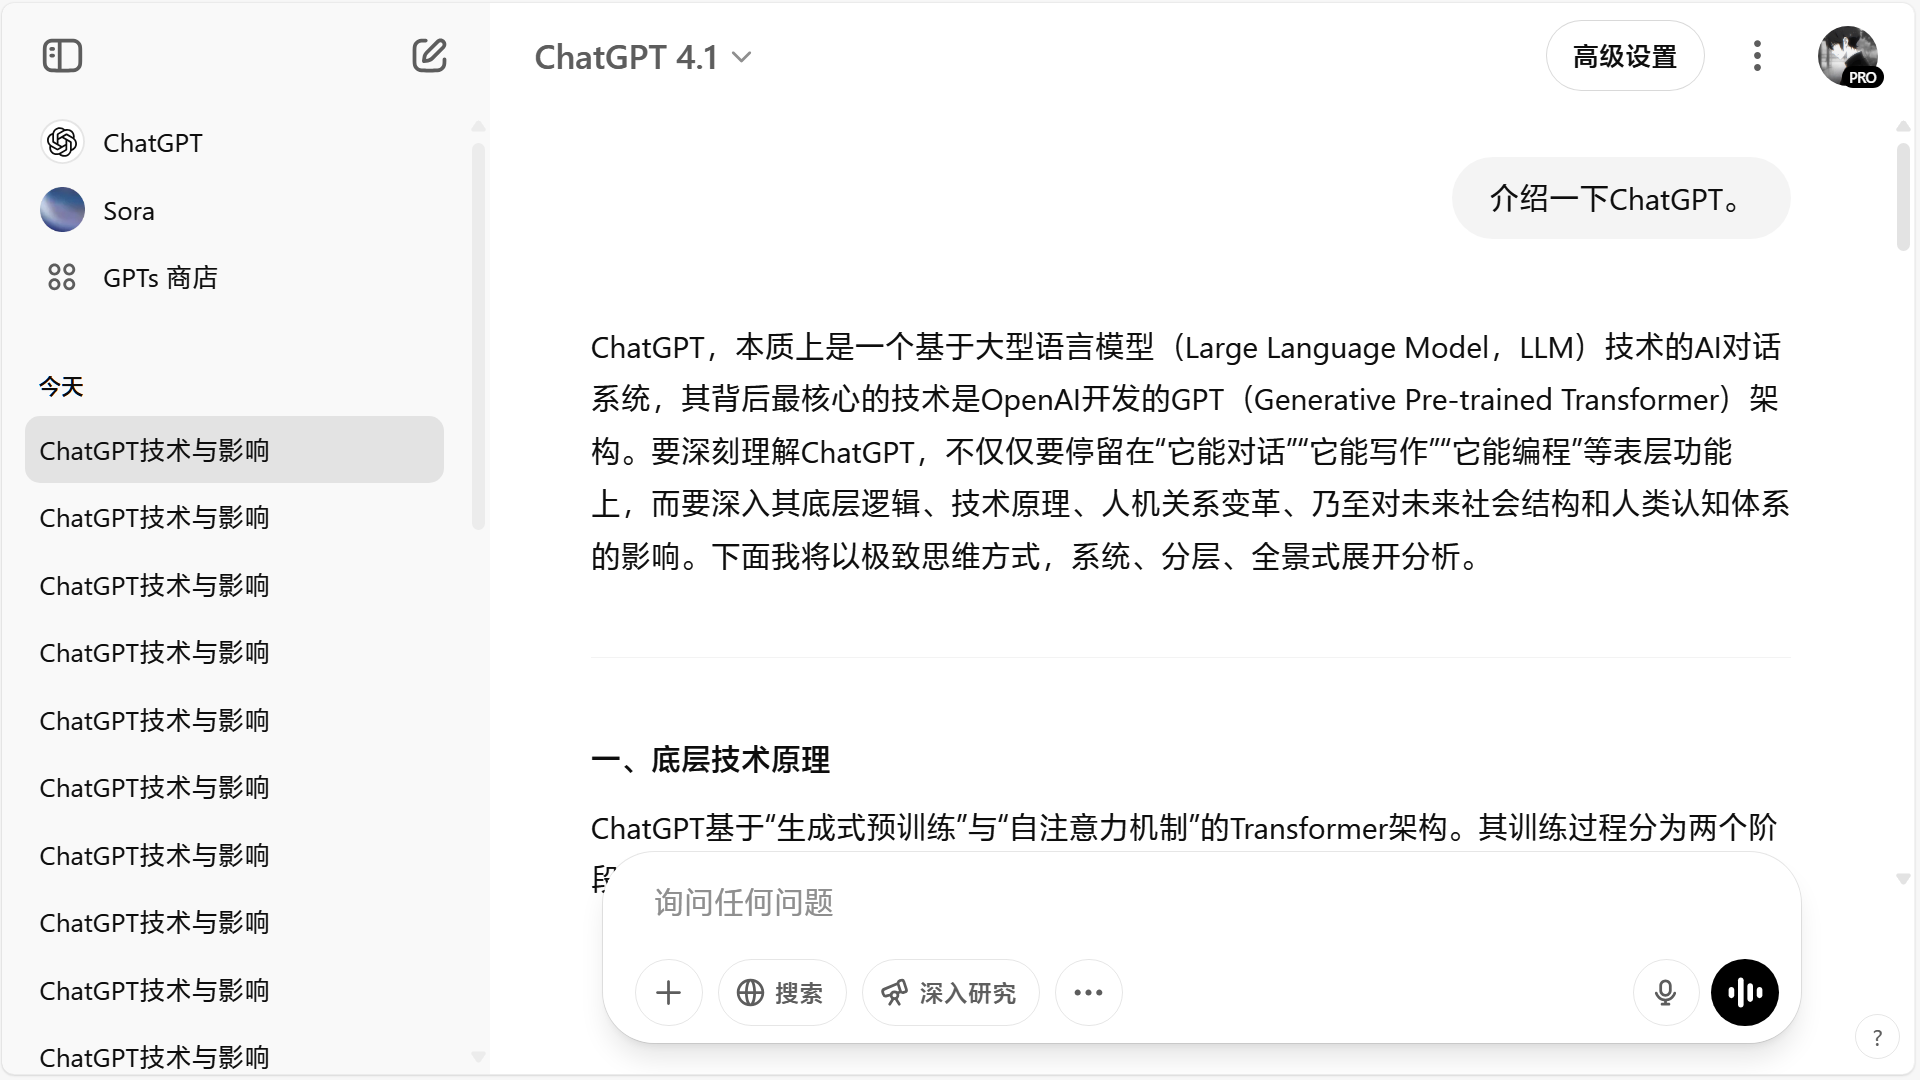 ChatGPT
Sora
GPTs 商店
今天
ChatGPT技术与影响
ChatGPT技术与影响
ChatGPT技术与影响
ChatGPT技术与影响
ChatGPT技术与影响
ChatGPT技术与影响
ChatGPT技术与影响
ChatGPT技术与影响
ChatGPT技术与影响
ChatGPT技术与影响
ChatGPT 4.1
高级设置
PRO
介绍一下ChatGPT。
ChatGPT，本质上是一个基于大型语言模型（Large Language Model，LLM）技术的AI对话
系统，其背后最核心的技术是OpenAI开发的GPT（Generative Pre-trained Transformer）架
构。要深刻理解ChatGPT，不仅仅要停留在“它能对话”“它能写作”“它能编程”等表层功能
上，而要深入其底层逻辑、技术原理、人机关系变革、乃至对未来社会结构和人类认知体系
的影响。下面我将以极致思维方式，系统、分层、全景式展开分析。
一、底层技术原理
ChatGPT基于“生成式预训练”与“自注意力机制”的Transformer架构。其训练过程分为两个阶
段
询问任何问题
搜索
深入研究
?